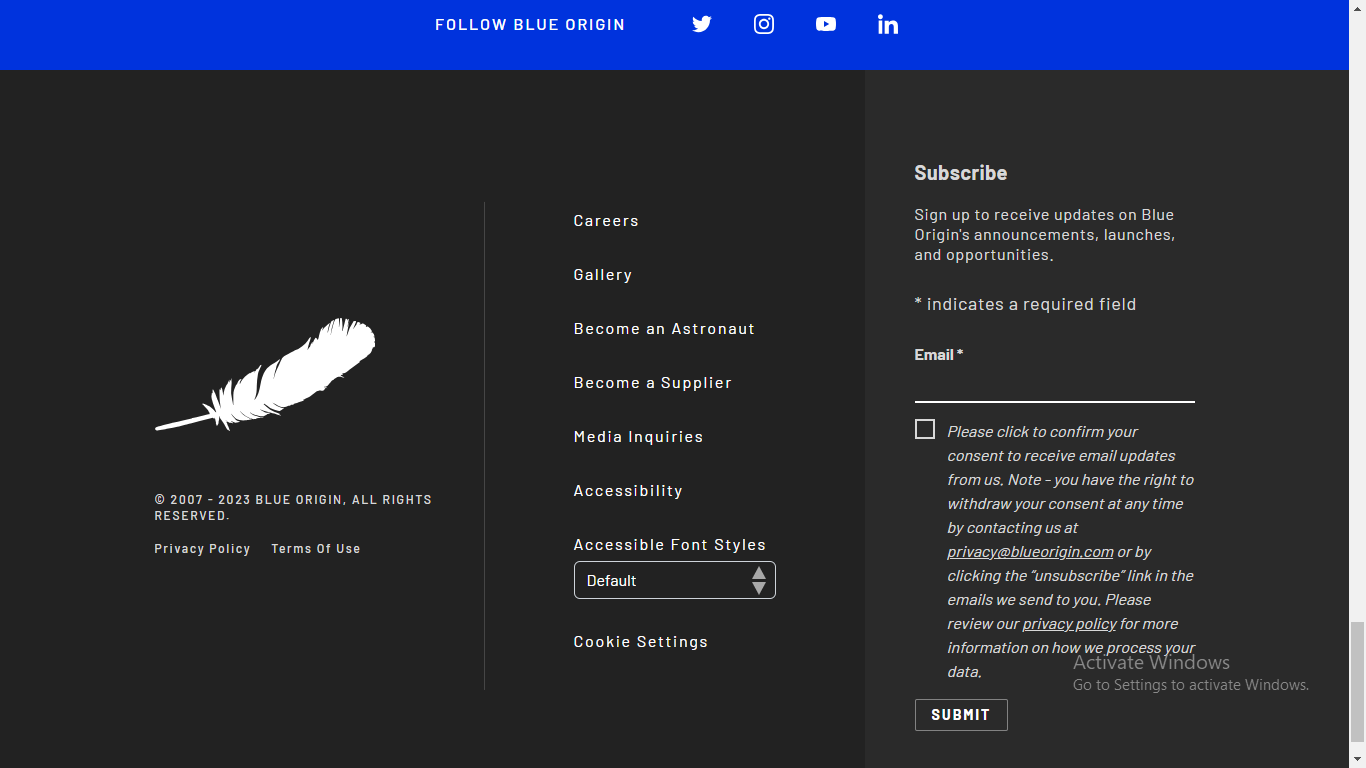 FOLLOW BLUE ORIGIN
© 2007 - 2023 BLUE ORIGIN, ALL RIGHTS
RESERVED.
Privacy Policy Terms Of Use
Careers
Gallery
Become an Astronaut
Become a Supplier
Media Inquiries
Accessibility
Accessible Font Styles
Default
Cookie Settings
Subscribe
Sign up to receive updates on Blue
Origin's announcements, launches,
and opportunities.
* indicates a required field
Email *
Please click to confirm your
consent to receive email updates
from us. Note - you have the right to
withdraw your consent at any time
by contacting us at
privacy@blueorigin.com or by
clicking the “unsubscribe” link in the
emails we send to you. Please
review our privacy policy for more
information on how we process your
data.
SUBMIT
Activate Windows
Go to Settings to activate Windows.